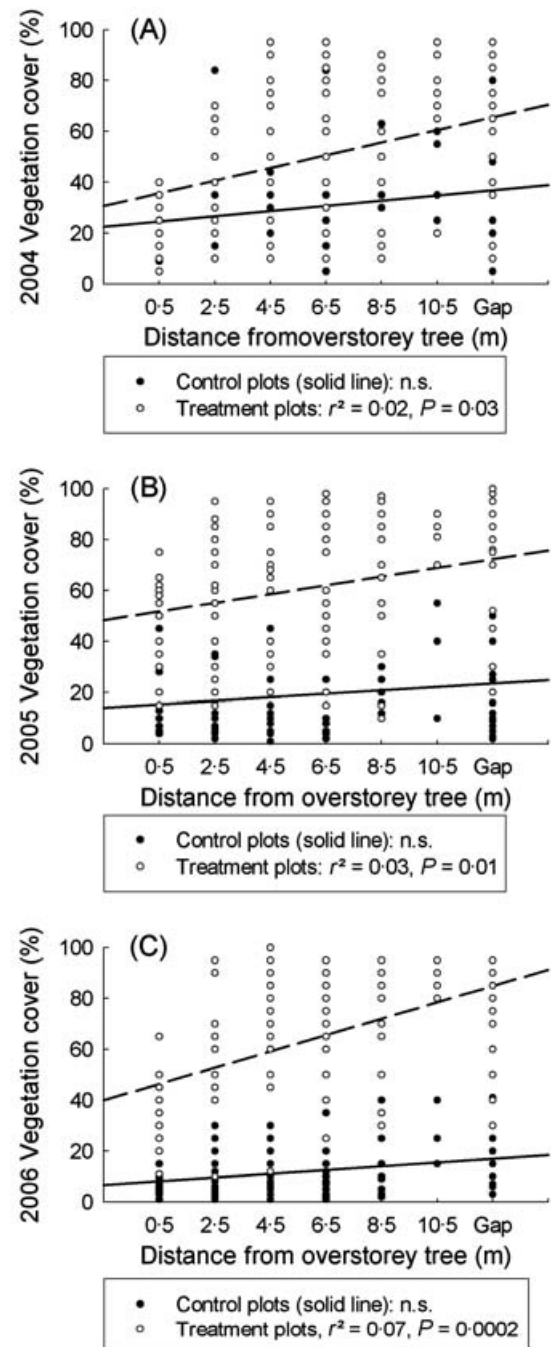 (A)
2004 Vegetation cover (%)
100
80
60
40
20
0
0·5 2·5 4·5 6·5 8·5 10·5 Gap
Distance fromoverstorey tree (m)
Control plots (solid line): n.s.
Treatment plots: r² = 0·02, P = 0·03
(B)
2005 Vegetation cover (%)
100
80
60
40
20
0
0·5 2·5 4·5 6·5 8·5 10·5 Gap
Distance from overstorey tree (m)
Control plots (solid line): n.s.
Treatment plots: r² = 0·03, P = 0·01
(C)
2006 Vegetation cover (%)
100
80
60
40
20
0
0·5 2·5 4·5 6·5 8·5 10·5 Gap
Distance from overstorey tree (m)
Control plots (solid line): n.s.
Treatment plots, r² = 0·07, P = 0·0002